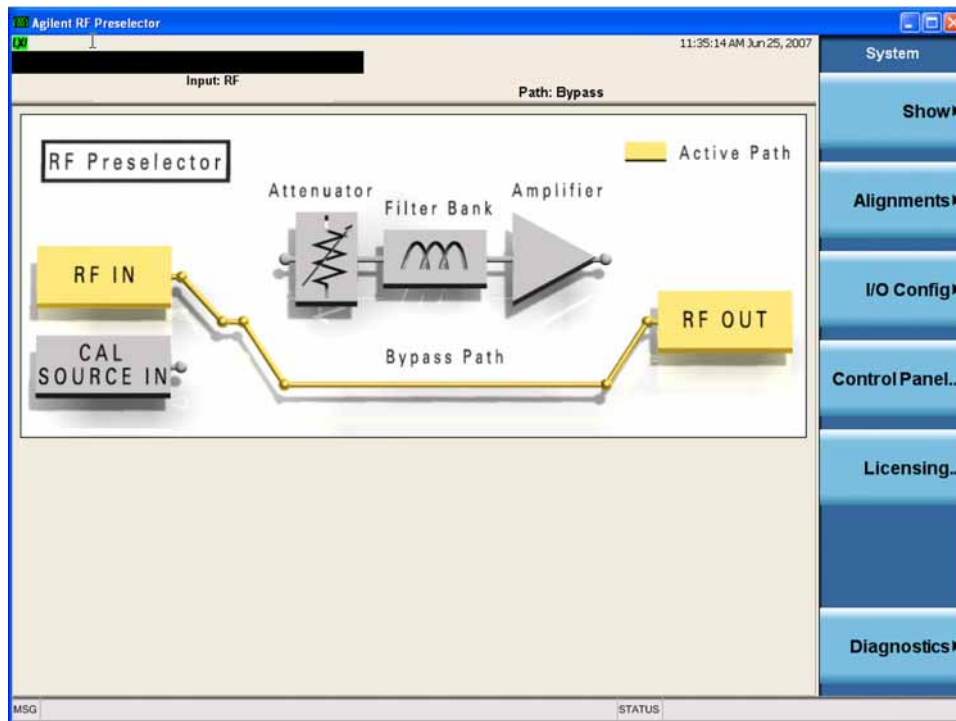 Agilent RF Preselector
LXI
11:35:14 AM Jun 25, 2007
Input: RF
Path: Bypass
System
Show
Alignments
I/O Config
Control Panel..
Licensing..
Diagnostics
RF Preselector
Active Path
Attenuator
Filter Bank
Amplifier
RF IN
CAL
SOURCE IN
Bypass Path
RF OUT
MSG
STATUS